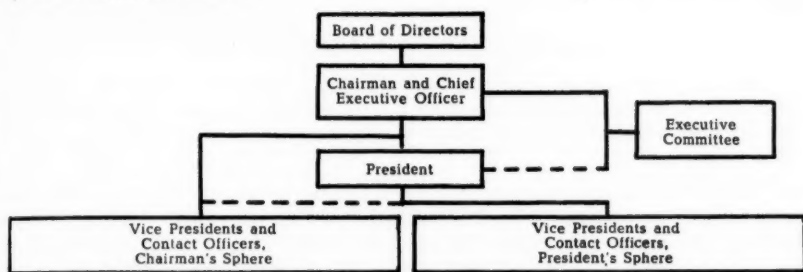 Board of Directors
Chairman and Chief
Executive Officer
Executive
Committee
President
Vice Presidents and
Contact Officers,
Chairman's Sphere
Vice Presidents and
Contact Officers,
President's Sphere